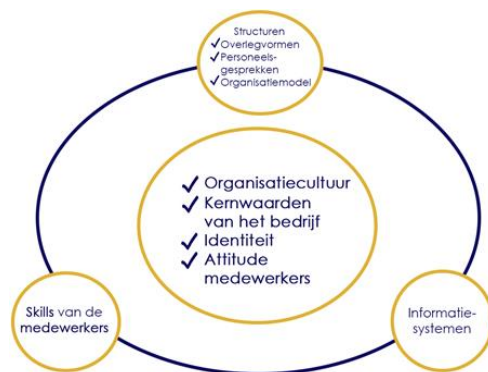 Structuren
✓ Overlegvormen
✓ Personeels-
gesprekken
✓ Organisatiemodel
✓ Organisatiecultuur
✓ Kernwaarden
van het bedrijf
✓ Identiteit
✓ Attitude
medewerkers
Skills van de
medewerkers
Informatie-
systemen